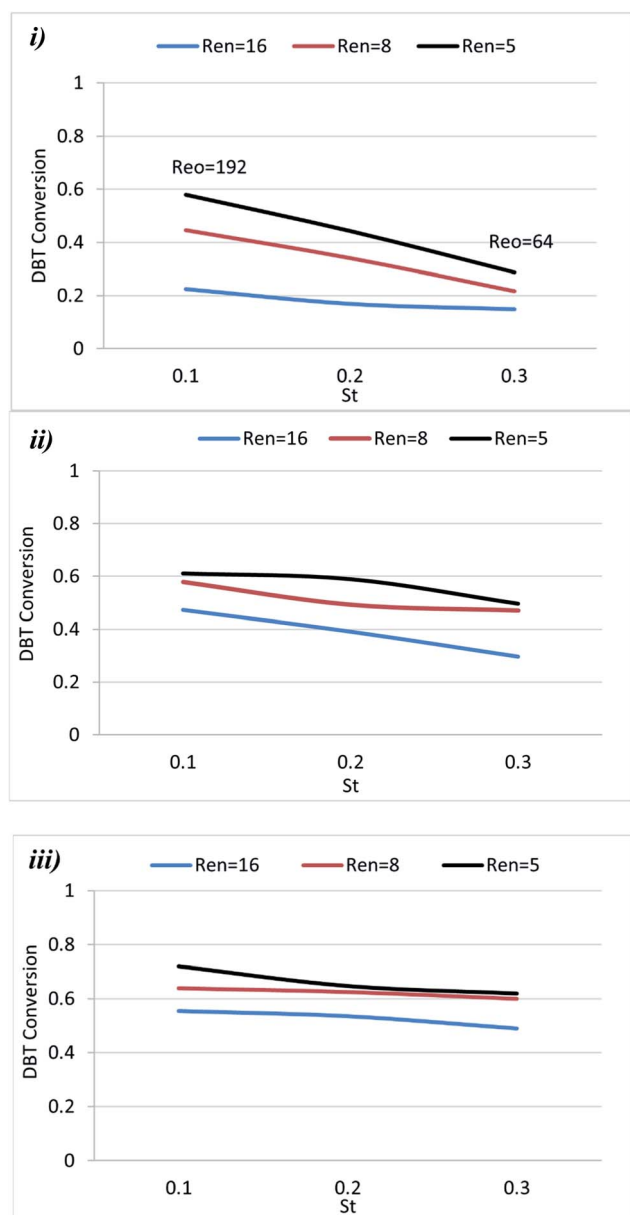 i)
Ren=16 Ren=8 Ren=5
1
0.8
Reo=192
0.6
DBT Conversion
Reo=64
0.4
0.2
0
0.1 0.2 0.3
St
ii)
Ren=16 Ren=8 Ren=5
1
0.8
0.6
DBT Conversion
0.4
0.2
0
0.1 0.2 0.3
St
iii)
Ren=16 Ren=8 Ren=5
1
0.8
0.6
DBT Conversion
0.4
0.2
0
0.1 0.2 0.3
St